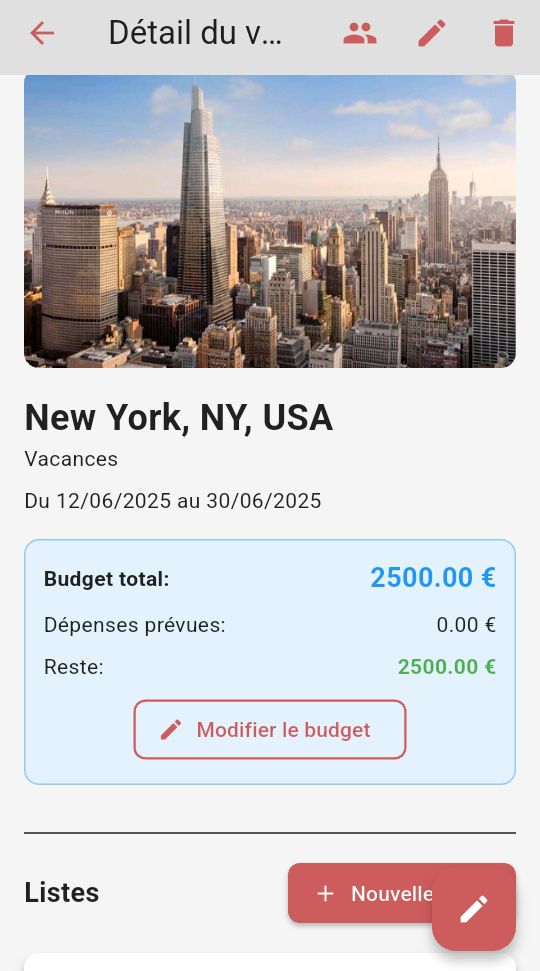 Détail du v…
MetLife
New York, NY, USA
Vacances
Du 12/06/2025 au 30/06/2025
Budget total: 2500.00 €
Dépenses prévues: 0.00 €
Reste: 2500.00 €
Modifier le budget
Listes
Nouvelle